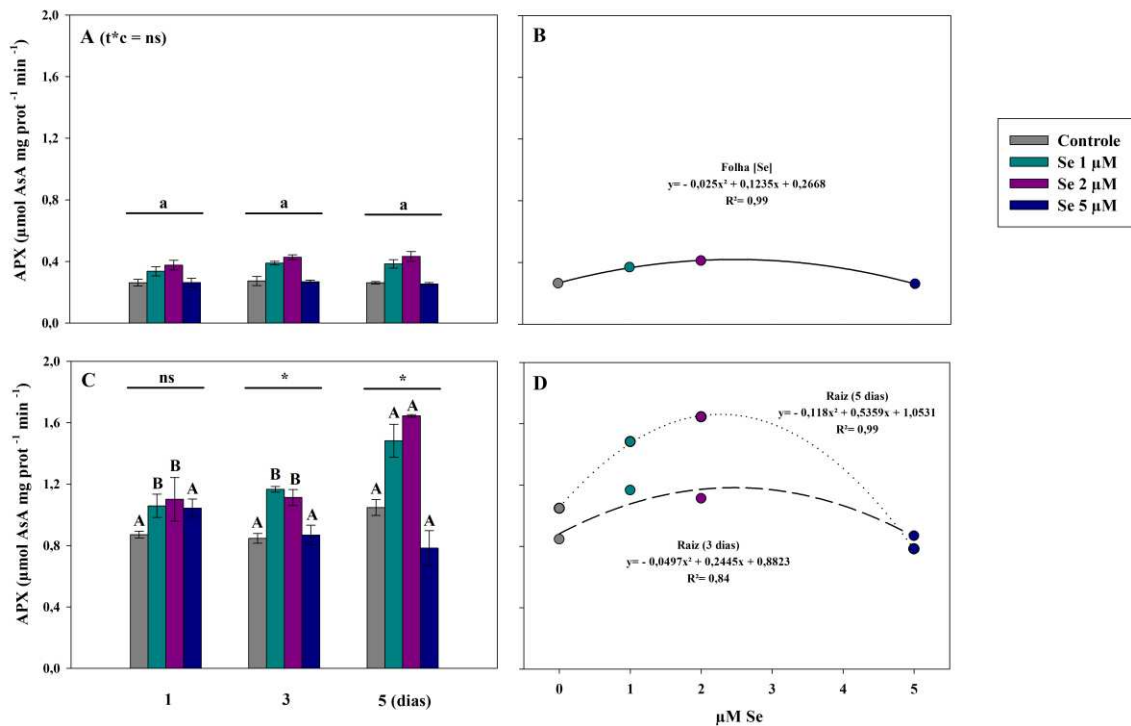 A (t*c = ns)
APX (µmol AsA mg prot ⁻¹ min ⁻¹)
2,0
1,6
1,2
0,8
0,4
0,0
a
a
a
B
Folha [Se]
y= - 0,025x² + 0,1235x + 0,2668
R²= 0,99
Controle
Se 1 µM
Se 2 µM
Se 5 µM
C
APX (µmol AsA mg prot ⁻¹ min ⁻¹)
2,0
1,6
1,2
0,8
0,4
0,0
ns
*
*
A B B A
A B B A
A A A A
1
3
5 (dias)
D
Raiz (5 dias)
y= - 0,118x² + 0,5359x + 1,0531
R²= 0,99
Raiz (3 dias)
y= - 0,0497x² + 0,2445x + 0,8823
R²= 0,84
0 1 2 3 4 5
µM Se